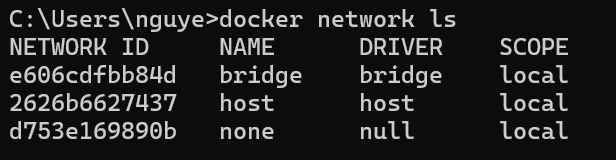 C:\Users\nguye>docker network ls
NETWORK ID     NAME      DRIVER    SCOPE
e606cdfbb84d   bridge    bridge    local
2626b6627437   host      host      local
d753e169890b   none      null      local